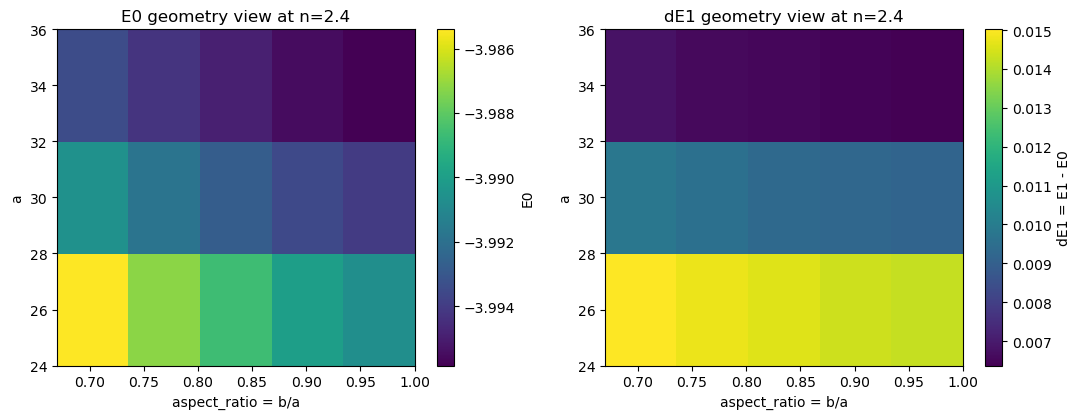 E0 geometry view at n=2.4
36
34
32
30
28
26
24
a
0.70 0.75 0.80 0.85 0.90 0.95 1.00
aspect_ratio = b/a
−3.986
−3.988
−3.990
−3.992
−3.994
E0
dE1 geometry view at n=2.4
36
34
32
30
28
26
24
a
0.70 0.75 0.80 0.85 0.90 0.95 1.00
aspect_ratio = b/a
0.015
0.014
0.013
0.012
0.011
0.010
0.009
0.008
0.007
dE1 = E1 - E0